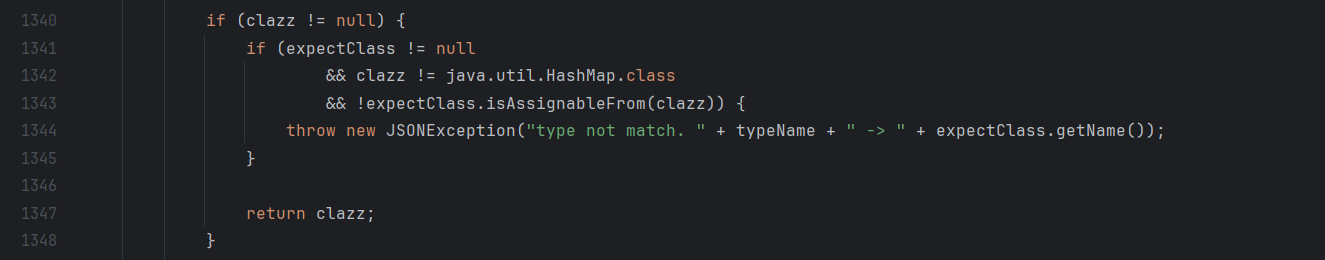 1340 if (clazz != null) {
1341 if (expectClass != null
1342 && clazz != java.util.HashMap.class
1343 && !expectClass.isAssignableFrom(clazz)) {
1344 throw new JSONException("type not match. " + typeName + " -> " + expectClass.getName());
1345 }
1346
1347 return clazz;
1348 }